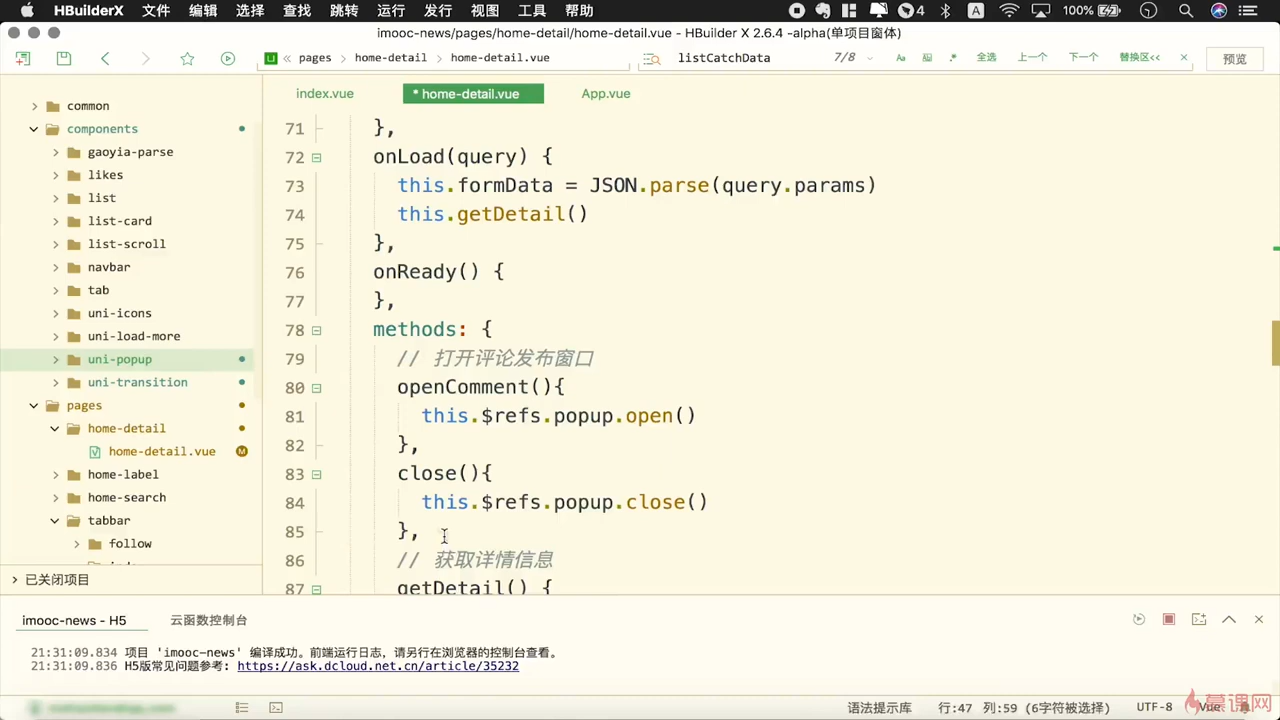 HBuilderX 文件 编辑 选择 查找 跳转 运行 发行 视图 工具 帮助 4 A 100%
imooc-news/pages/home-detail/home-detail.vue - HBuilder X 2.6.4 -alpha(单项目窗体)
« pages > home-detail > home-detail.vue listCatchData 7/8 Aa .* 全选 上一个 下一个 替换区<< 预览
index.vue * home-detail.vue App.vue
common
components
gaoyia-parse
likes
list
list-card
list-scroll
navbar
tab
uni-icons
uni-load-more
uni-popup
uni-transition
pages
home-detail
home-detail.vue M
home-label
home-search
tabbar
follow
已关闭项目
71 },
72 onLoad(query) {
73 this.formData = JSON.parse(query.params)
74 this.getDetail()
75 },
76 onReady() {
77 },
78 methods: {
79 // 打开评论发布窗口
80 openComment(){
81 this.$refs.popup.open()
82 },
83 close(){
84 this.$refs.popup.close()
85 },
86 // 获取详情信息
87 getDetail() {
imooc-news - H5 云函数控制台
21:31:09.834 项目 'imooc-news' 编译成功。前端运行日志，请另行在浏览器的控制台查看。
21:31:09.836 H5版常见问题参考: https://ask.dcloud.net.cn/article/35232
语法提示库 行:47 列:59 (6字符被选择) UTF-8 Vue
慕课网